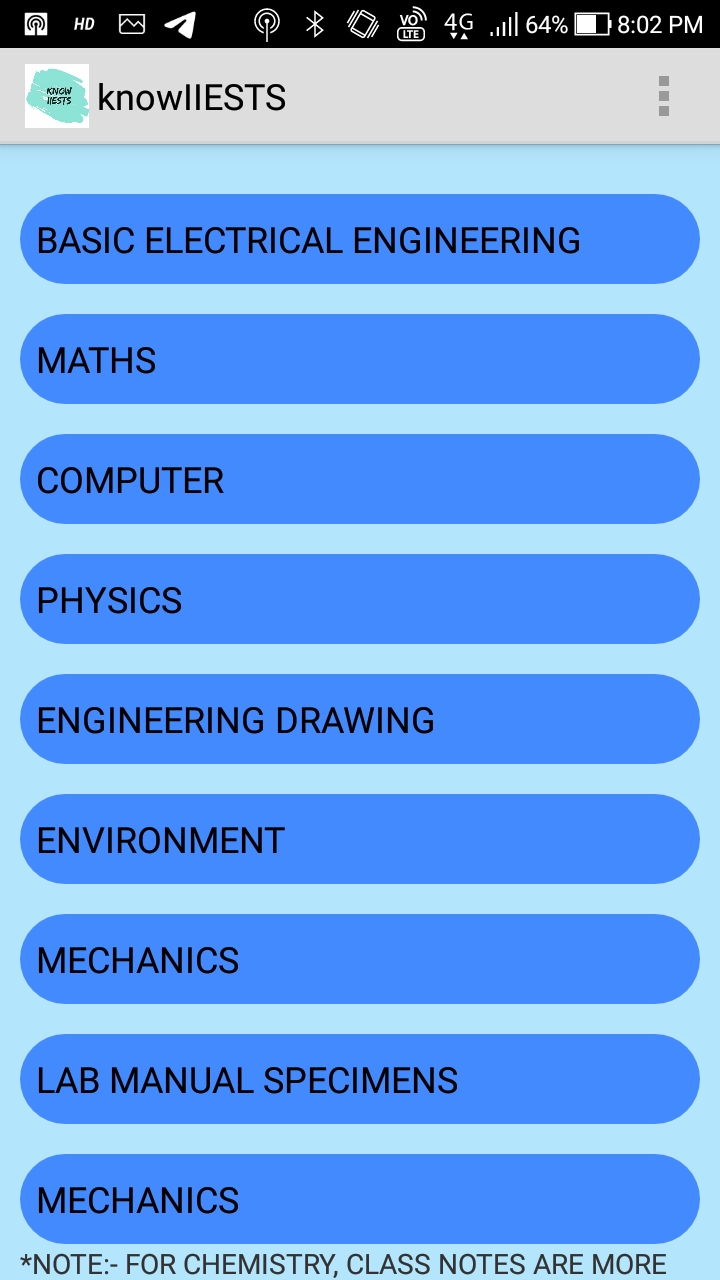 HD VO LTE 4G 64% 8:02 PM
KNOW
IIESTS
knowIIESTS
BASIC ELECTRICAL ENGINEERING
MATHS
COMPUTER
PHYSICS
ENGINEERING DRAWING
ENVIRONMENT
MECHANICS
LAB MANUAL SPECIMENS
MECHANICS
*NOTE:- FOR CHEMISTRY, CLASS NOTES ARE MORE